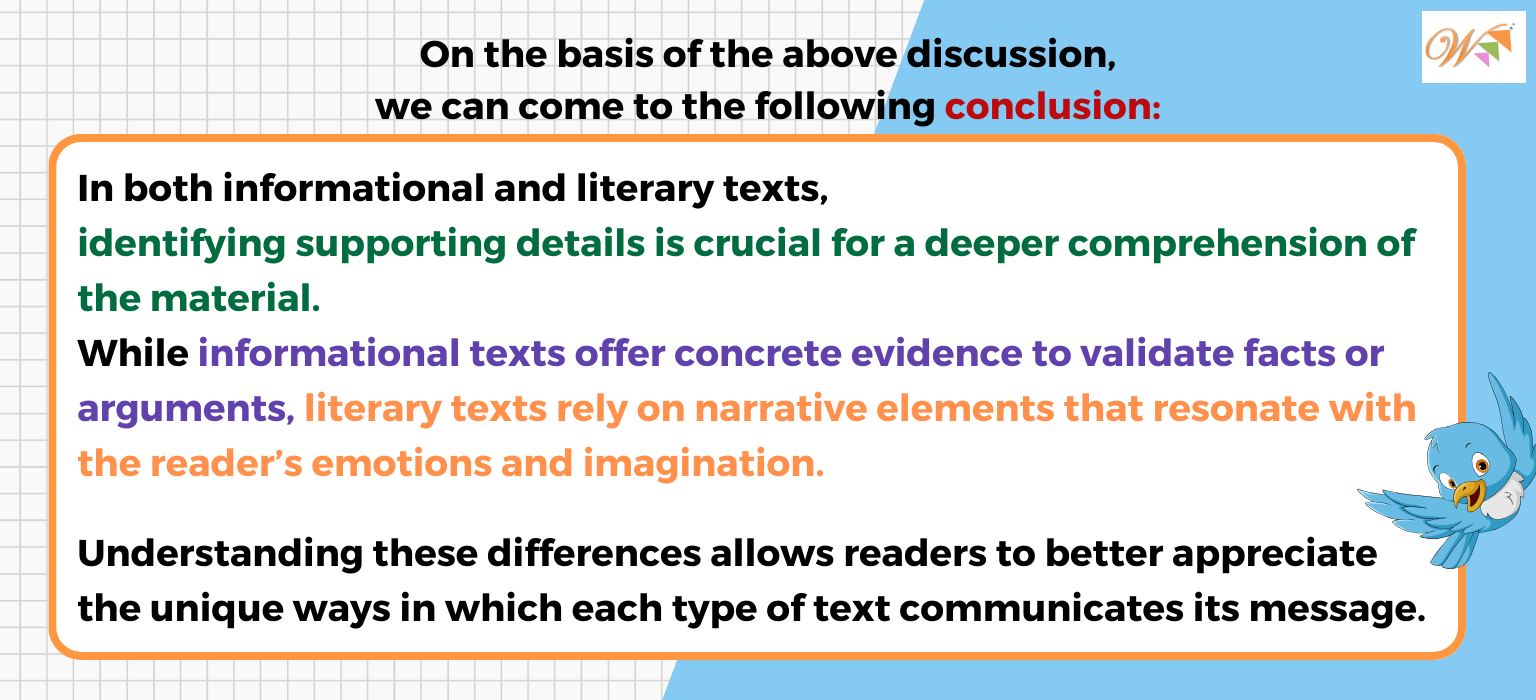 On the basis of the above discussion,
we can come to the following conclusion:
W
In both informational and literary texts,
identifying supporting details is crucial for a deeper comprehension of
the material.
While informational texts offer concrete evidence to validate facts or
arguments, literary texts rely on narrative elements that resonate with
the reader’s emotions and imagination.
Understanding these differences allows readers to better appreciate
the unique ways in which each type of text communicates its message.